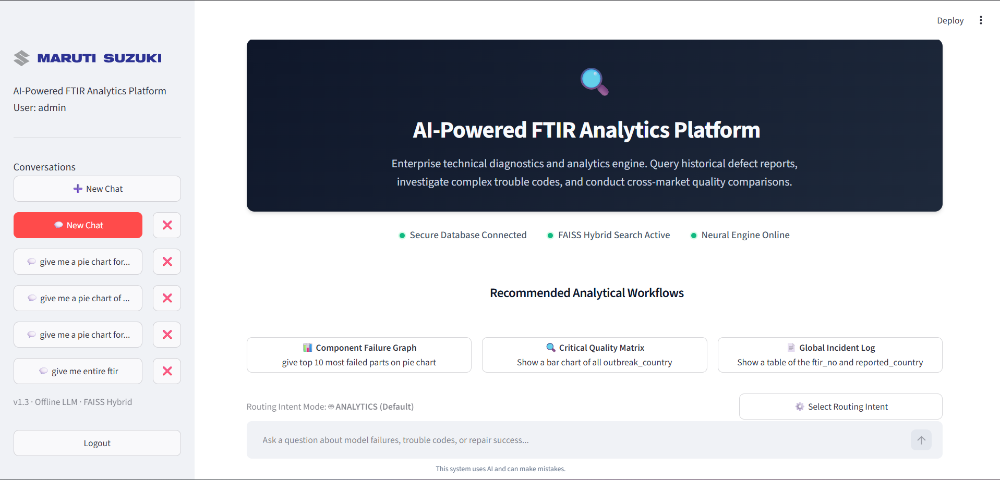 Deploy
MARUTI SUZUKI
AI-Powered FTIR Analytics Platform
User: admin
Conversations
New Chat
New Chat
give me a pie chart for...
give me a pie chart of ...
give me a pie chart for...
give me entire ftir
v1.3 · Offline LLM · FAISS Hybrid
Logout
AI-Powered FTIR Analytics Platform
Enterprise technical diagnostics and analytics engine. Query historical defect reports,
investigate complex trouble codes, and conduct cross-market quality comparisons.
Secure Database Connected
FAISS Hybrid Search Active
Neural Engine Online
Recommended Analytical Workflows
Component Failure Graph
give top 10 most failed parts on pie chart
Critical Quality Matrix
Show a bar chart of all outbreak_country
Global Incident Log
Show a table of the ftir_no and reported_country
Routing Intent Mode: ANALYTICS (Default)
Select Routing Intent
Ask a question about model failures, trouble codes, or repair success...
This system uses AI and can make mistakes.